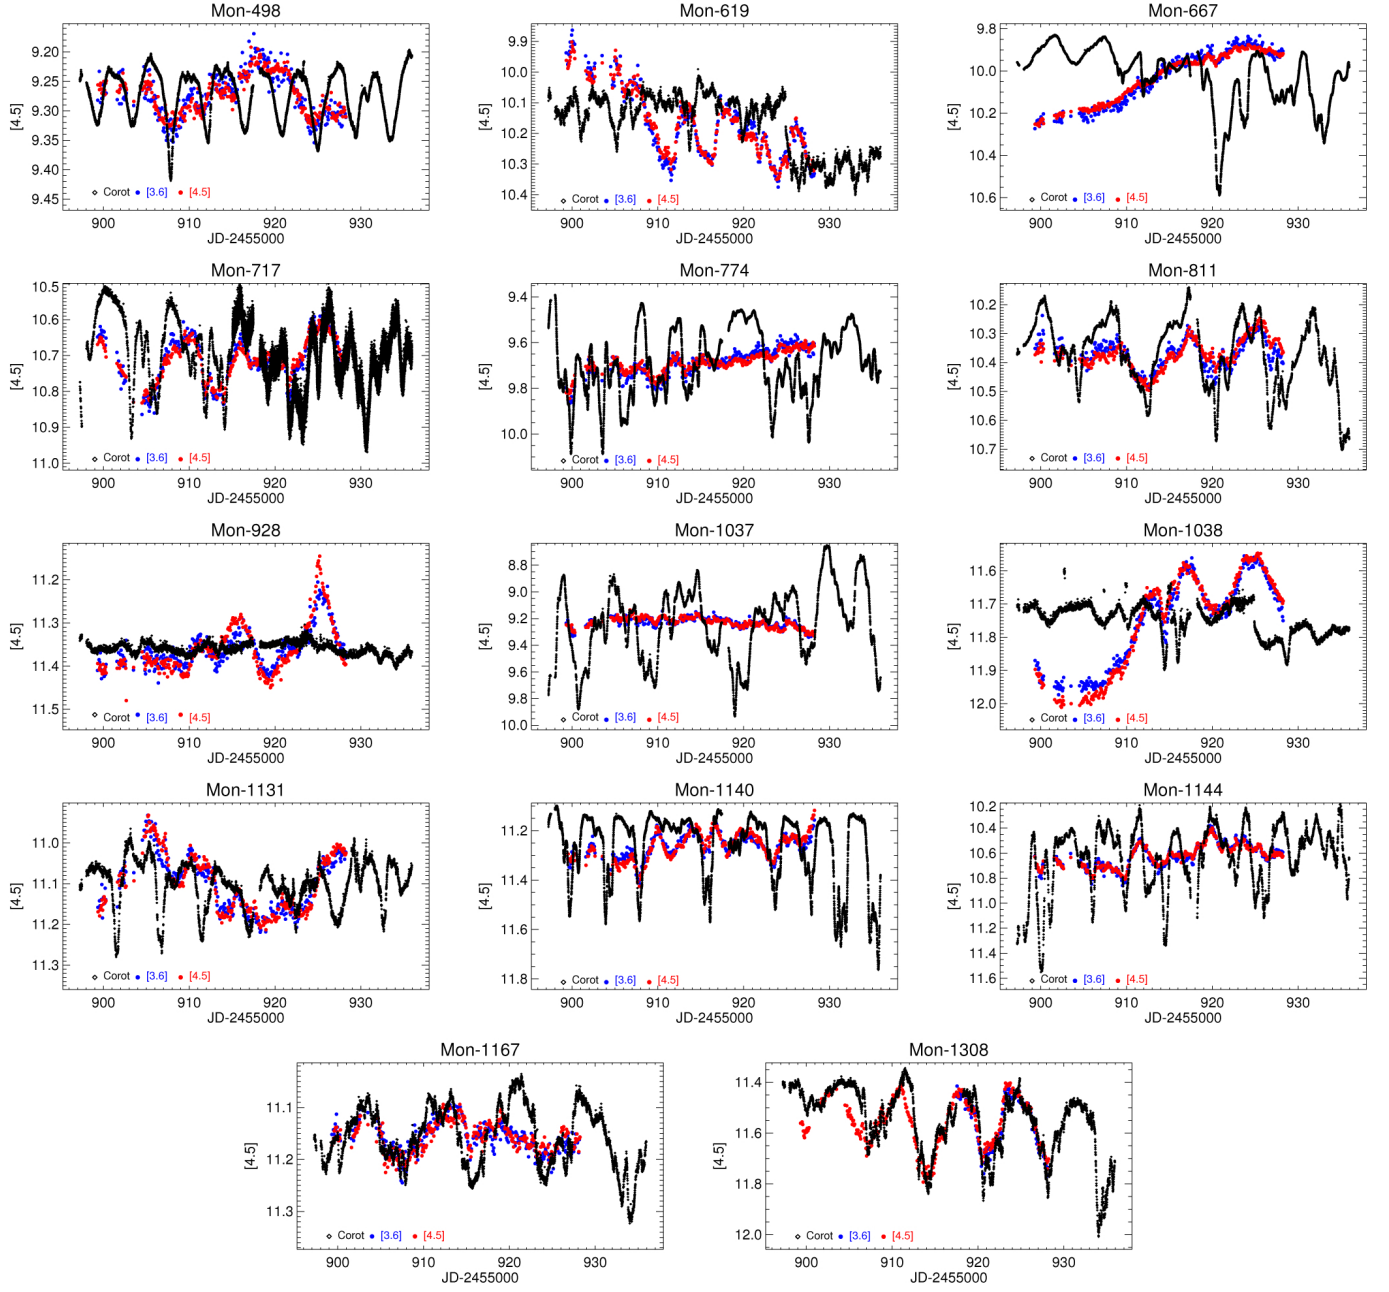 Mon-498
[4.5]
9.20
9.25
9.30
9.35
9.40
9.45
Corot [3.6] [4.5]
900 910 920 930
JD-2455000
Mon-619
[4.5]
9.9
10.0
10.1
10.2
10.3
10.4
Corot [3.6] [4.5]
900 910 920 930
JD-2455000
Mon-667
[4.5]
9.8
10.0
10.2
10.4
10.6
Corot [3.6] [4.5]
900 910 920 930
JD-2455000
Mon-717
[4.5]
10.5
10.6
10.7
10.8
10.9
11.0
Corot [3.6] [4.5]
900 910 920 930
JD-2455000
Mon-774
[4.5]
9.4
9.6
9.8
10.0
Corot [3.6] [4.5]
900 910 920 930
JD-2455000
Mon-811
[4.5]
10.2
10.3
10.4
10.5
10.6
10.7
Corot [3.6] [4.5]
900 910 920 930
JD-2455000
Mon-928
[4.5]
11.2
11.3
11.4
11.5
Corot [3.6] [4.5]
900 910 920 930
JD-2455000
Mon-1037
[4.5]
8.8
9.0
9.2
9.4
9.6
9.8
10.0
Corot [3.6] [4.5]
900 910 920 930
JD-2455000
Mon-1038
[4.5]
11.6
11.7
11.8
11.9
12.0
Corot [3.6] [4.5]
900 910 920 930
JD-2455000
Mon-1131
[4.5]
11.0
11.1
11.2
11.3
Corot [3.6] [4.5]
900 910 920 930
JD-2455000
Mon-1140
[4.5]
11.2
11.4
11.6
11.8
Corot [3.6] [4.5]
900 910 920 930
JD-2455000
Mon-1144
[4.5]
10.2
10.4
10.6
10.8
11.0
11.2
11.4
11.6
Corot [3.6] [4.5]
900 910 920 930
JD-2455000
Mon-1167
[4.5]
11.1
11.2
11.3
Corot [3.6] [4.5]
900 910 920 930
JD-2455000
Mon-1308
[4.5]
11.4
11.6
11.8
12.0
Corot [3.6] [4.5]
900 910 920 930
JD-2455000